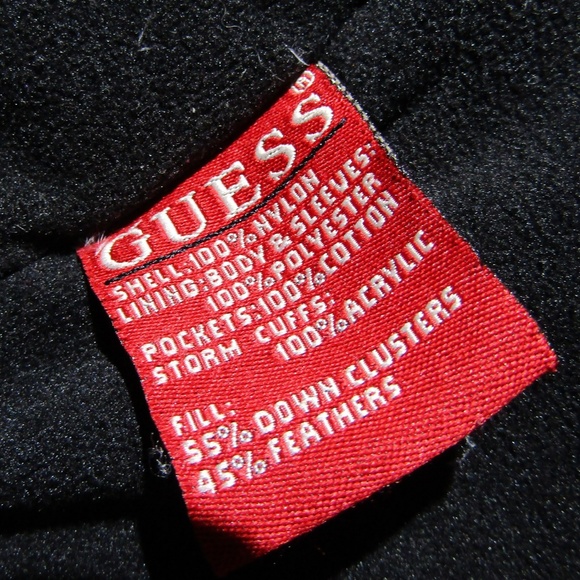 GUESS®
SHELL:100% NYLON
LINING:BODY & SLEEVES:
100% POLYESTER
POCKETS:100% COTTON
STORM CUFFS:
100% ACRYLIC
FILL:
55% DOWN CLUSTERS
45% FEATHERS